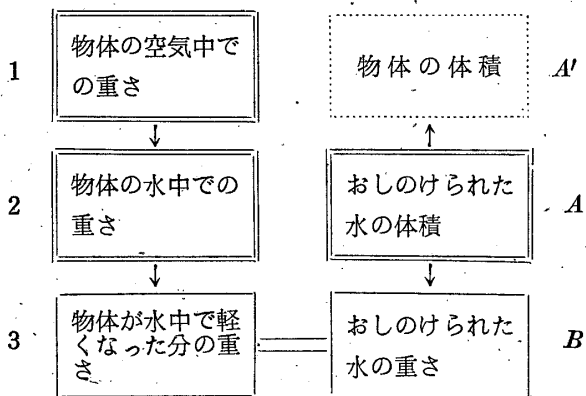 1
物体の空気中で
の重さ
物体の体積
A'
2
物体の水中での
重さ
おしのけられた
水の体積
A
3
物体が水中で軽
くなった分の重
さ
おしのけられた
水の重さ
B